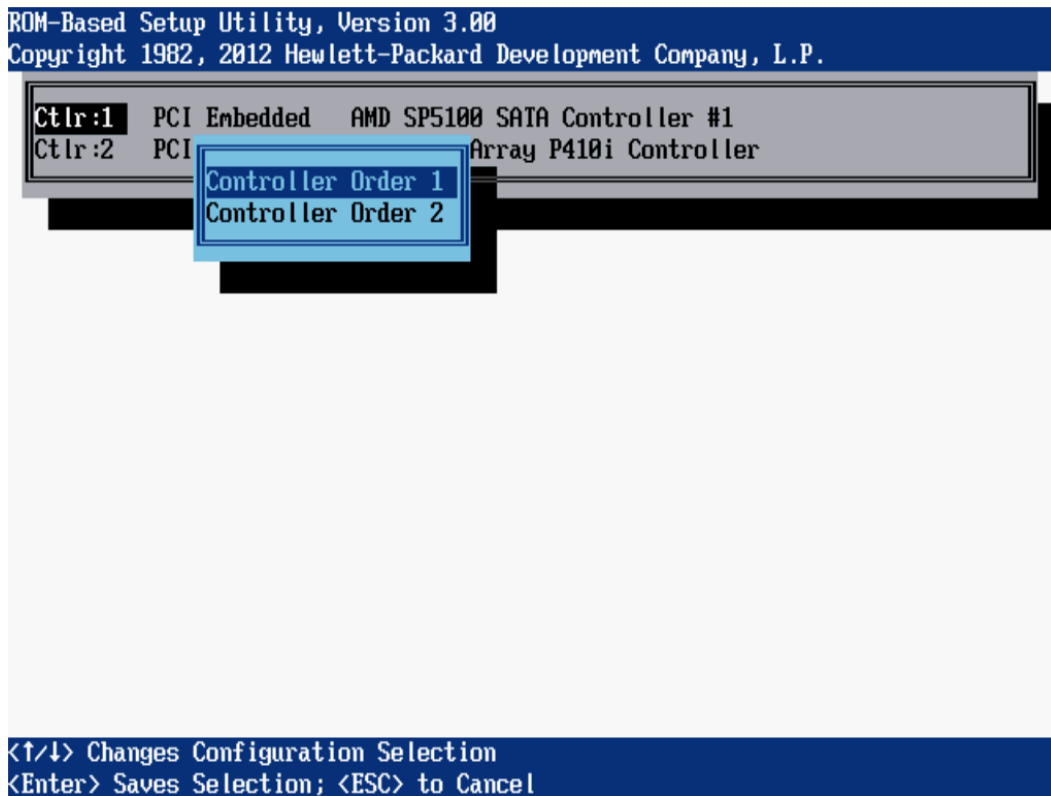 ROM-Based Setup Utility, Version 3.00
Copyright 1982, 2012 Hewlett-Packard Development Company, L.P.
Ctlr:1 PCI Embedded AMD SP5100 SATA Controller #1
Ctlr:2 PCI Array P410i Controller
Controller Order 1
Controller Order 2
<↑/↓> Changes Configuration Selection
<Enter> Saves Selection; <ESC> to Cancel